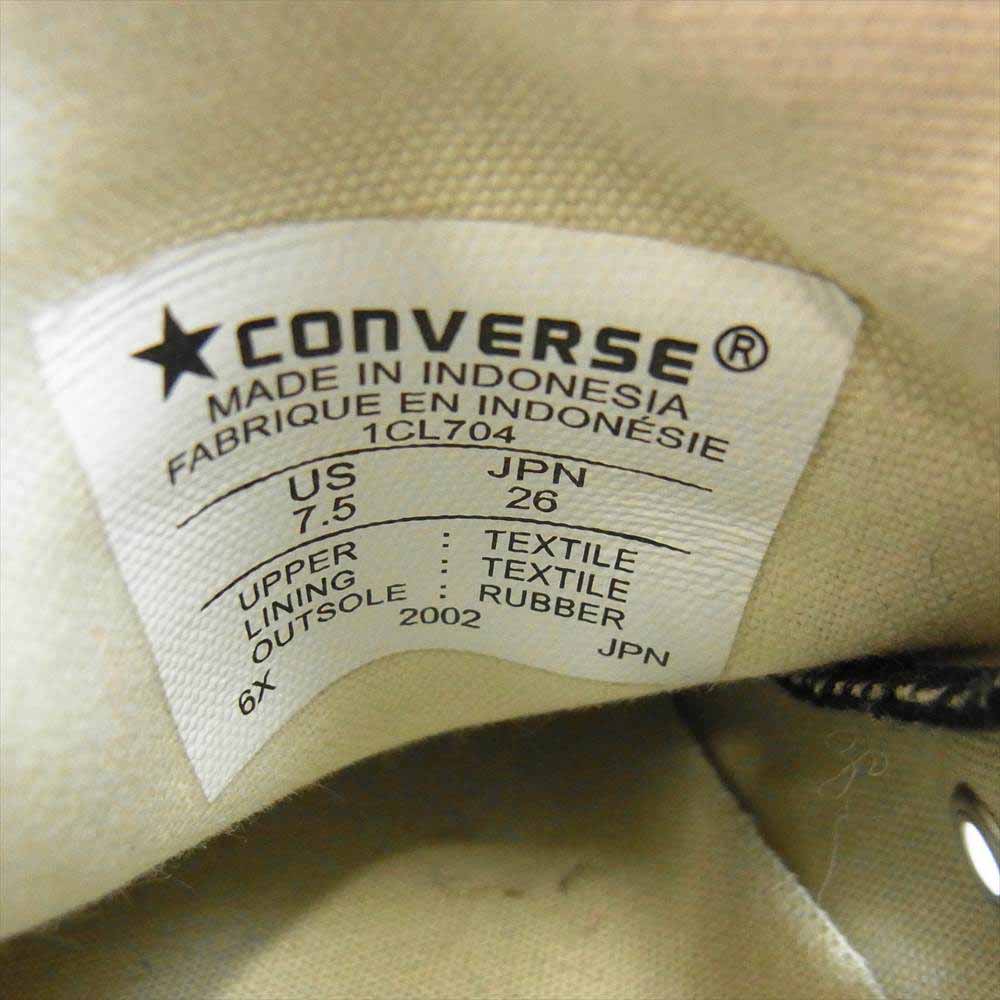 ★CONVERSE®
MADE IN INDONESIA
FABRIQUE EN INDONÉSIE
1CL704
US JPN
7.5 26
UPPER : TEXTILE
LINING : TEXTILE
OUTSOLE : RUBBER
2002
6X JPN